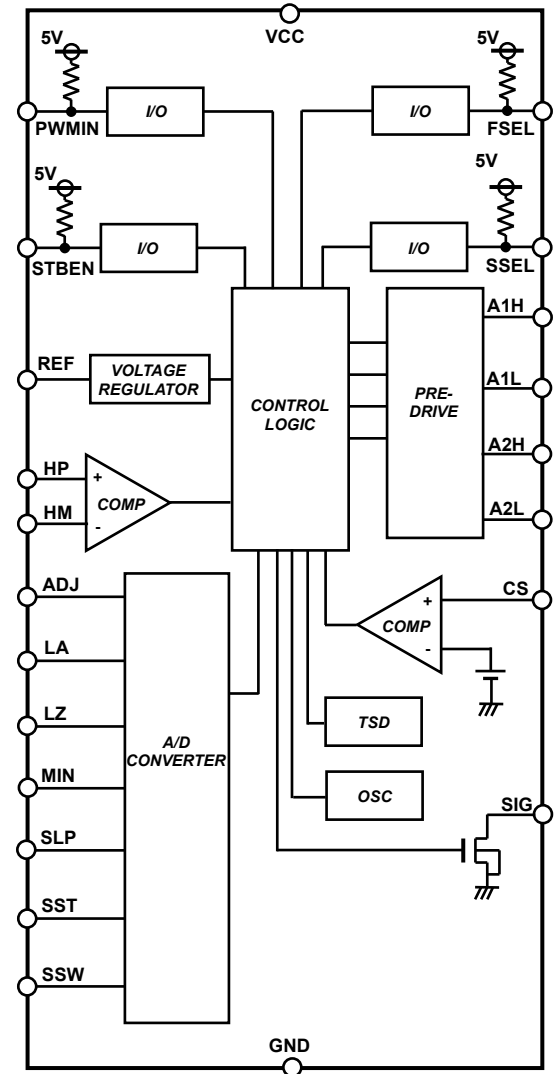 VCC
5V
5V
I/O
I/O
PWMIN
FSEL
5V
5V
I/O
I/O
STBEN
SSEL
A1H
REF
VOLTAGE
REGULATOR
CONTROL
LOGIC
PRE-
DRIVE
A1L
A2H
HP
+
COMP
HM
-
A2L
ADJ
CS
+
COMP
-
LA
LZ
TSD
A/D
CONVERTER
MIN
OSC
SIG
SLP
SST
SSW
GND